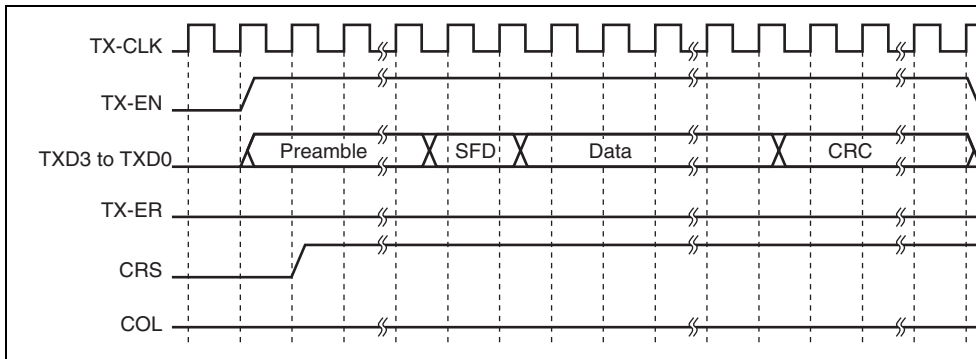 TX-CLK
TX-EN
TXD3 to TXD0
Preamble
SFD
Data
CRC
TX-ER
CRS
COL